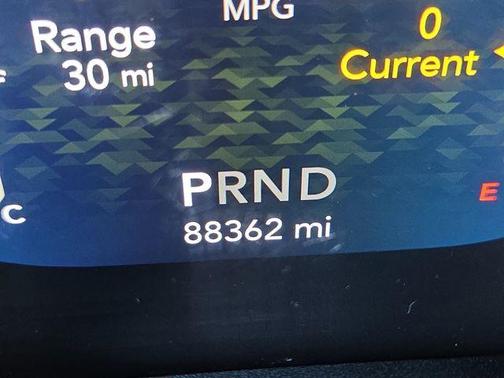 MPG
Range
30 mi
0
Current
PRND
88362 mi
E
C